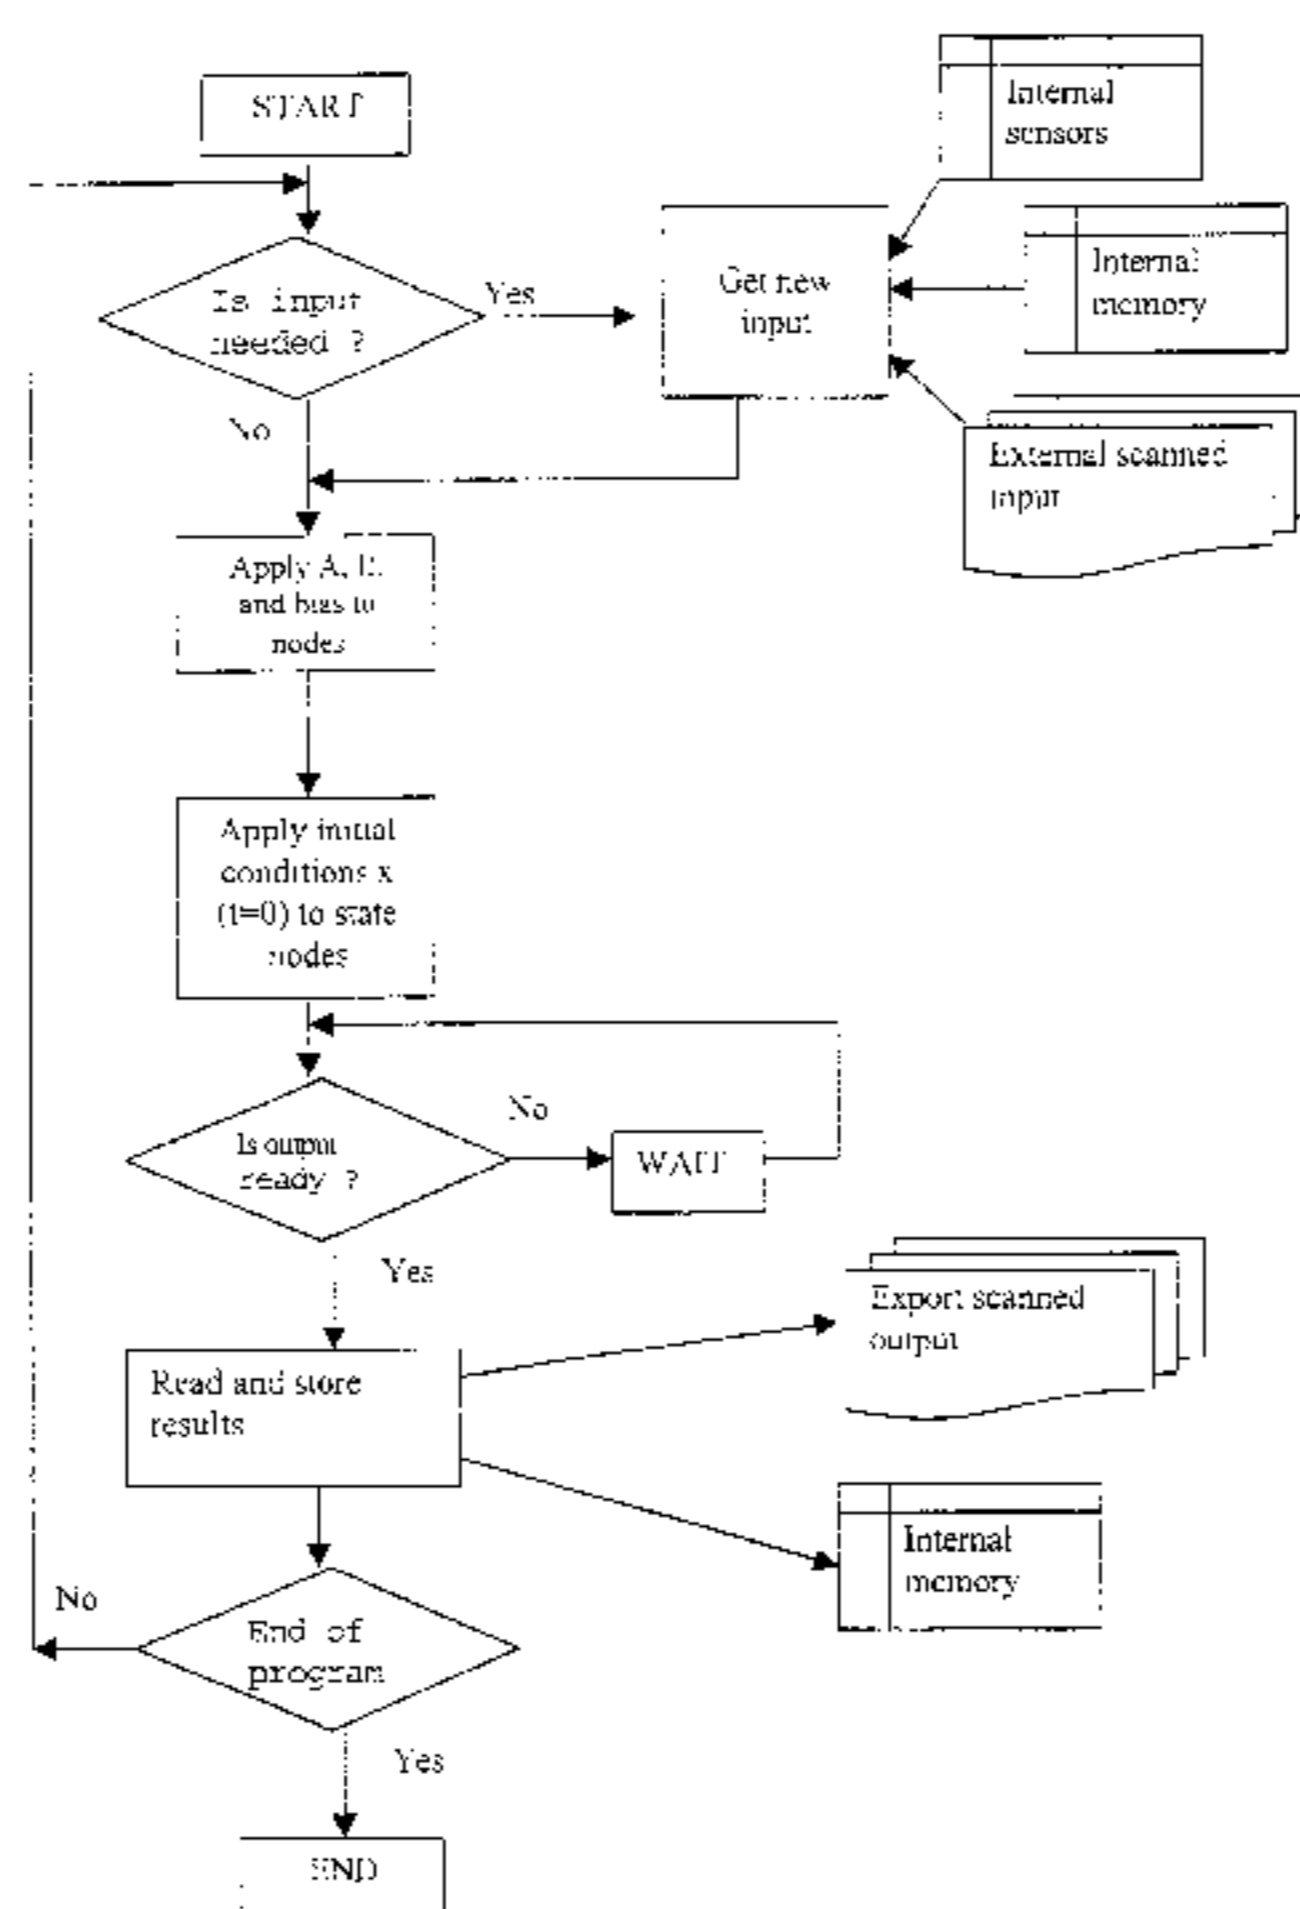 START
Internal
sensors
Internal
memory
Get new
input
Yes
Is input
needed ?
No
External scanned
input
Apply A, B,
and bias to
nodes
Apply initial
conditions x
(t=0) to state
nodes
No
Is output
ready ?
WAIT
Yes
Export scanned
output
Read and store
results
Internal
memory
No
End of
program
Yes
END